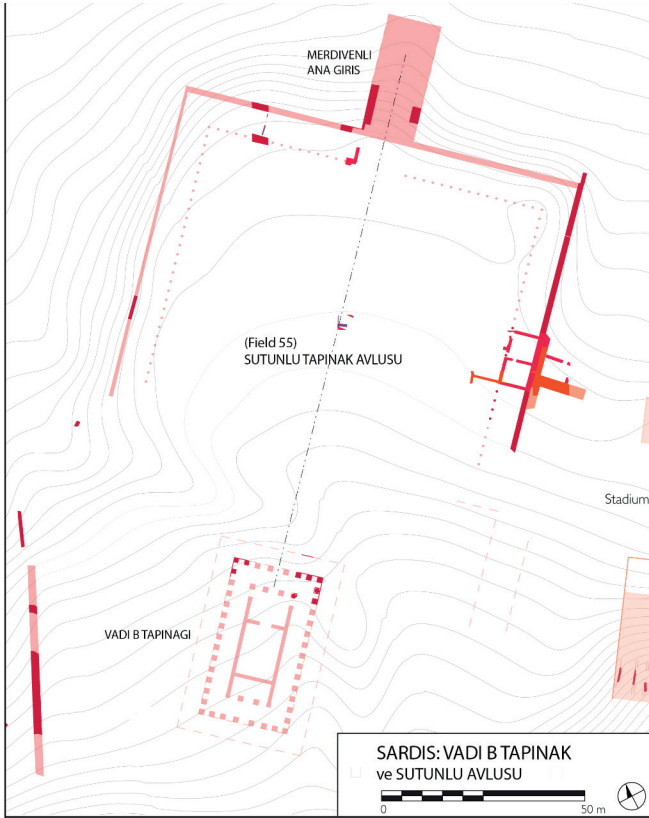 MERDIVENLI
ANA GIRIS
(Field 55)
SUTUNLU TAPINAK AVLUSU
Stadium
VADI B TAPINAGI
SARDIS: VADI B TAPINAK
ve SUTUNLU AVLUSU
0 50 m